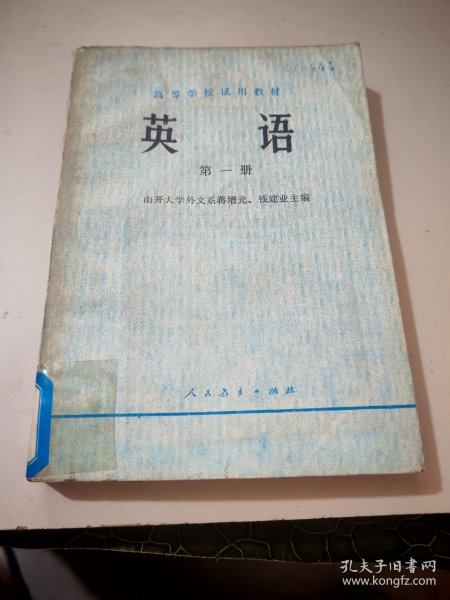 高等学校试用教材
英语
第一册
南开大学外文系蒋增光、钱建业主编
人民教育出版社
孔夫子旧书网
www.kongfz.com